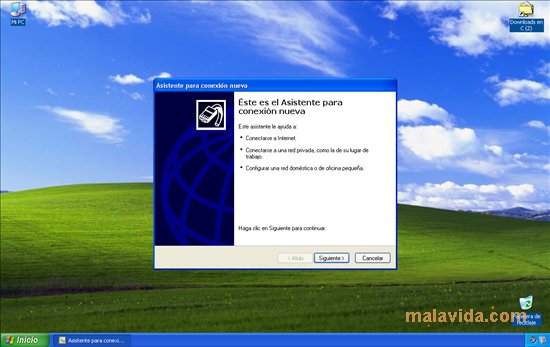 Mi PC
Downloads en
C (Z)
Asistente para conexión nueva
Éste es el Asistente para
conexión nueva
Este asistente le ayuda a:
• Conectarse a Internet.
• Conectarse a una red privada, como la de su lugar de
trabajo.
• Configurar una red doméstica o de oficina pequeña.
Haga clic en Siguiente para continuar.
< Atrás
Siguiente >
Cancelar
malavida.com
de
reciclaje
Inicio
Asistente para conexi...